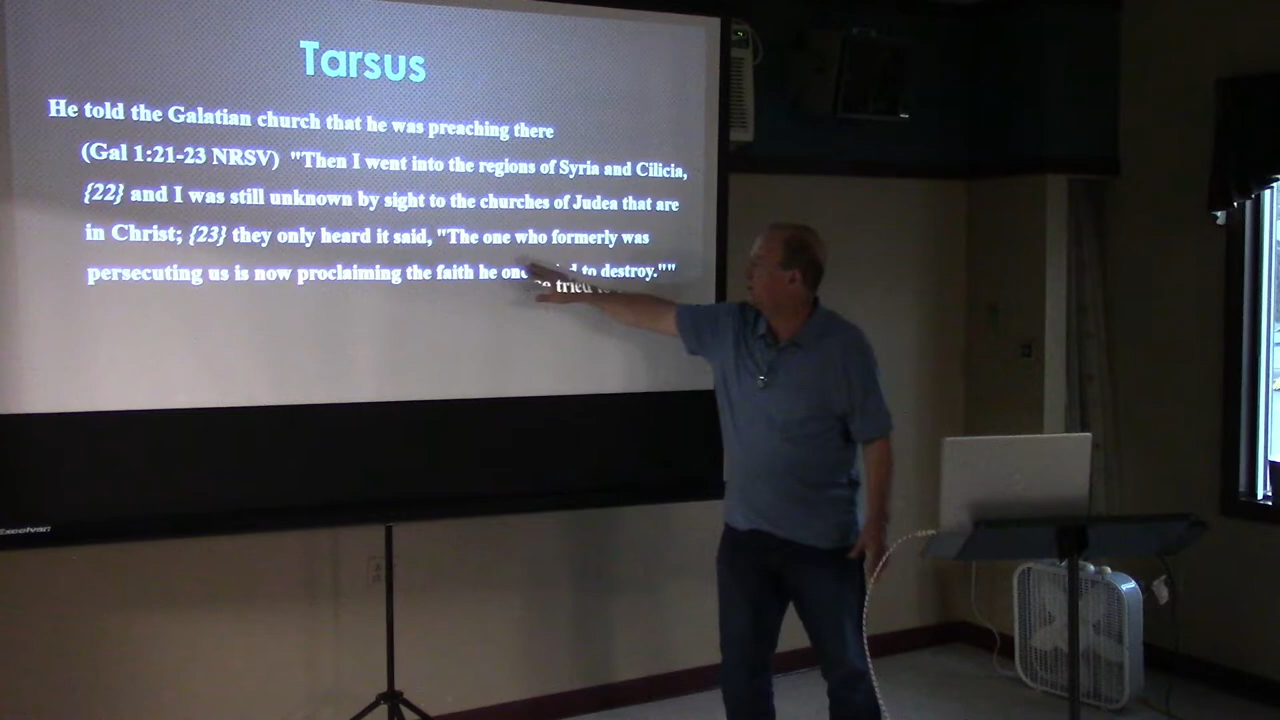 Tarsus
He told the Galatian church that he was preaching there
(Gal 1:21-23 NRSV) "Then I went into the regions of Syria and Cilicia,
{22} and I was still unknown by sight to the churches of Judea that are
in Christ; {23} they only heard it said, "The one who formerly was
persecuting us is now proclaiming the faith he once tried to destroy.""